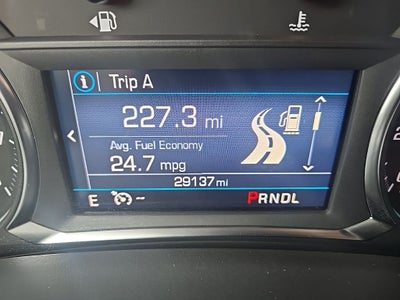 Trip A
227.3 mi
Avg. Fuel Economy
24.7 mpg
29137 mi
E -- PRNDL